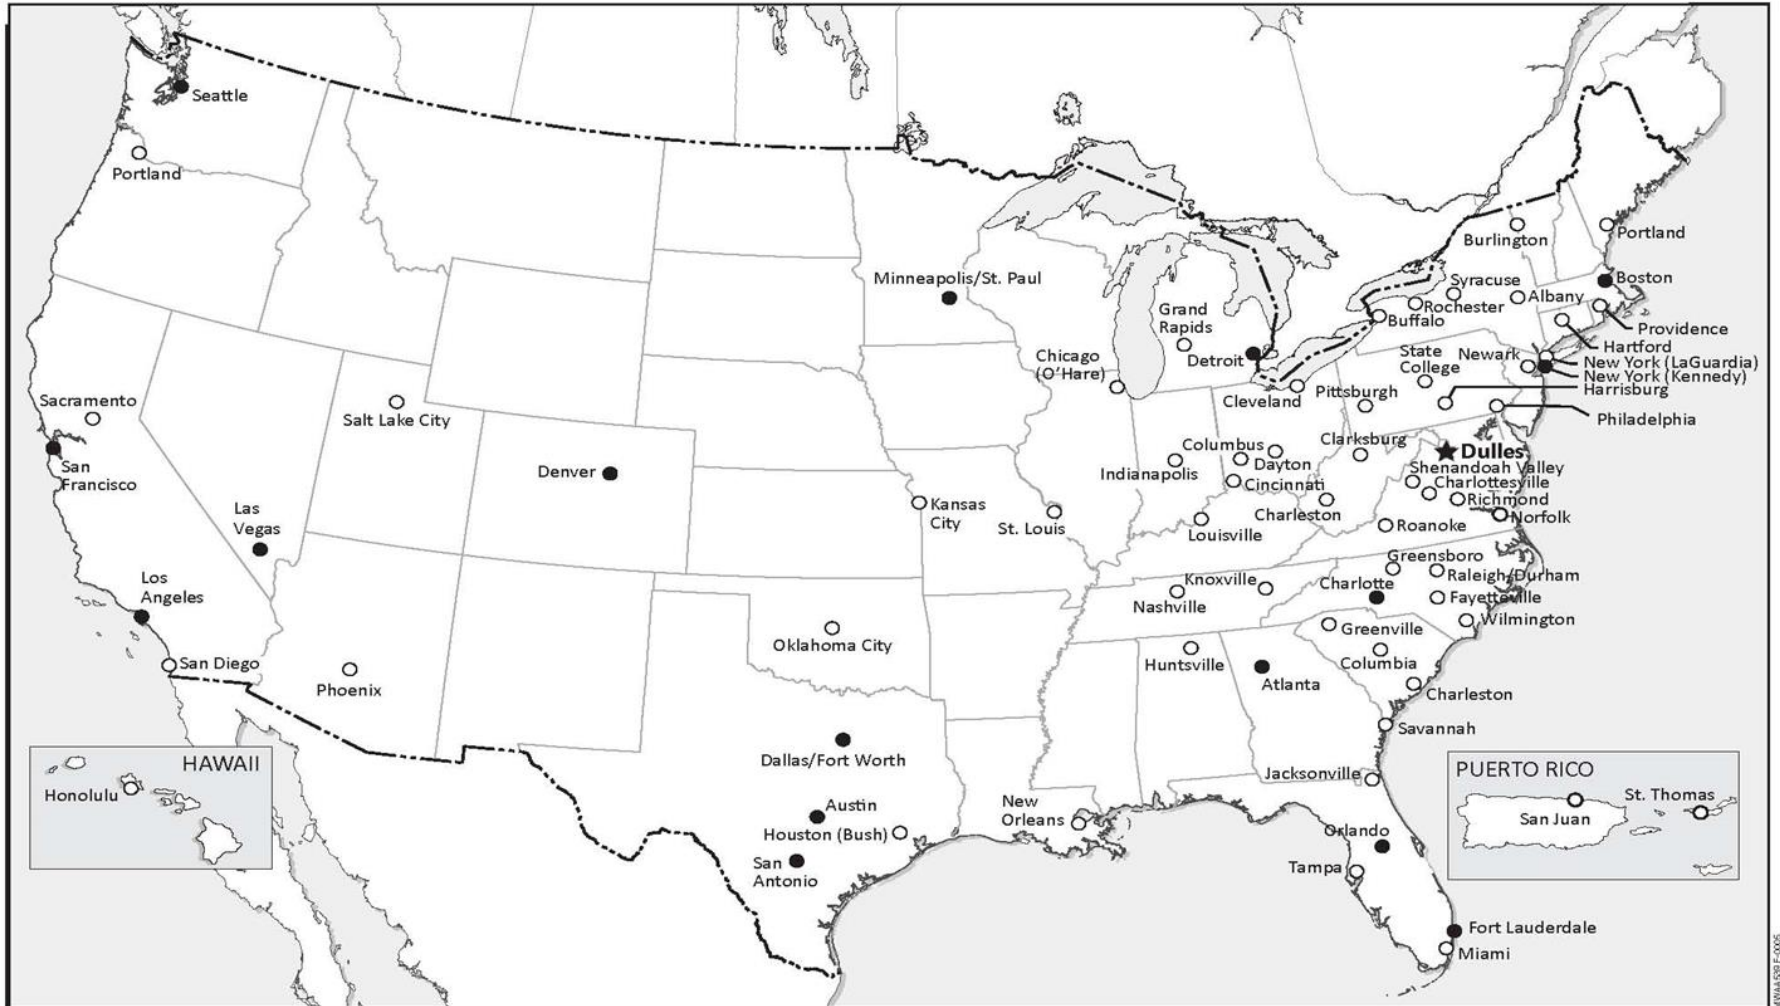 Seattle
Portland
Burlington
Portland
Minneapolis/St. Paul
Syracuse
Boston
Albany
Rochester
Grand
Rapids
Buffalo
Providence
Hartford
Detroit
State
College
Newark
Chicago
(O'Hare)
New York (LaGuardia)
New York (Kennedy)
Harrisburg
Cleveland
Pittsburgh
Philadelphia
Sacramento
Salt Lake City
Clarksburg
Columbus
Dulles
San
Francisco
Denver
Indianapolis
Dayton
Shenandoah Valley
Cincinnati
Charlottesville
Las
Vegas
Kansas
City
St. Louis
Charleston
Richmond
Norfolk
Louisville
Roanoke
Greensboro
Los
Angeles
Knoxville
Charlotte
Raleigh/Durham
Nashville
Fayetteville
Oklahoma City
Greenville
Wilmington
San Diego
Phoenix
Huntsville
Columbia
Atlanta
Charleston
Savannah
Dallas/Fort Worth
HAWAII
Honolulu
Jacksonville
PUERTO RICO
St. Thomas
San Juan
Austin
Houston (Bush)
New
Orleans
Orlando
San
Antonio
Tampa
Fort Lauderdale
Miami